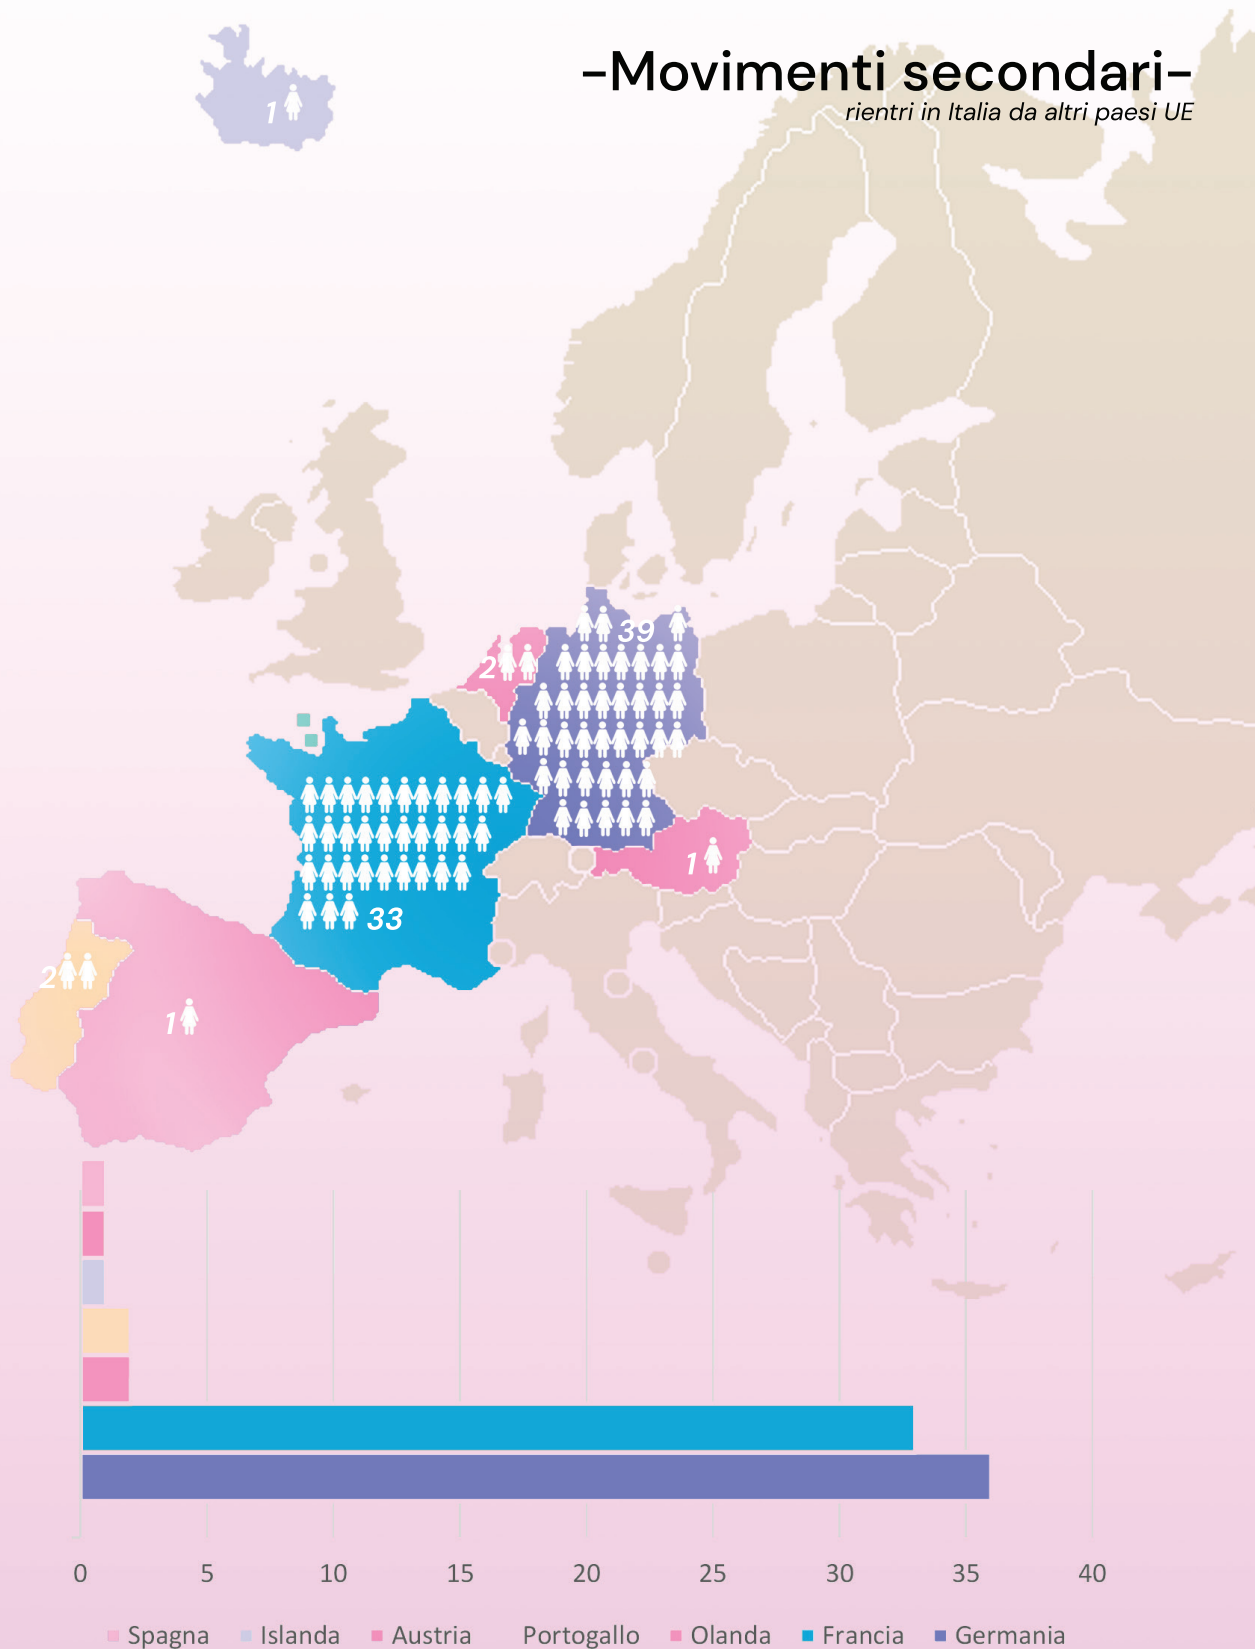 -Movimenti secondari-
rientri in Italia da altri paesi UE
1
39
2
1
33
2
1
0 5 10 15 20 25 30 35 40
Spagna Islanda Austria Portogallo Olanda Francia Germania